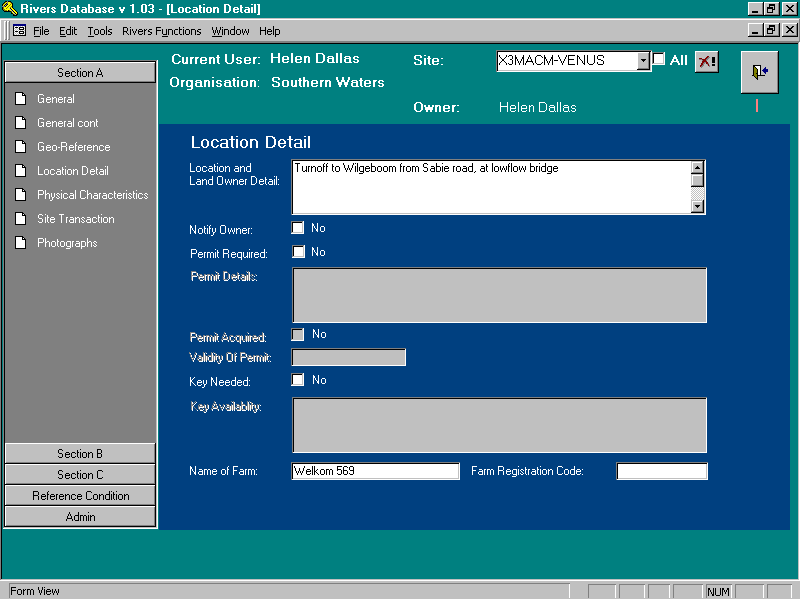 Rivers Database v 1.03 - [Location Detail]
File Edit Tools Rivers Functions Window Help
Current User: Helen Dallas Site: X3MACM-VENUS All
Organisation: Southern Waters
Owner: Helen Dallas
Section A
General
General cont
Geo-Reference
Location Detail
Physical Characteristics
Site Transaction
Photographs
Section B
Section C
Reference Condition
Admin
Location Detail
Location and
Land Owner Detail: Turnoff to Wilgeboom from Sabie road, at lowflow bridge
Notify Owner: No
Permit Required: No
Permit Details:
Permit Acquired: No
Validity Of Permit:
Key Needed: No
Key Availablity:
Name of Farm: Welkom 569 Farm Registration Code:
Form View NUM